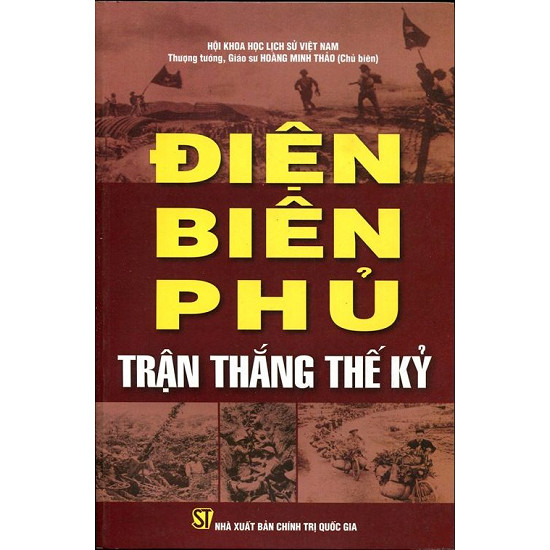 HỘI KHOA HỌC LỊCH SỬ VIỆT NAM
Thượng tướng, Giáo sư HOÀNG MINH THẢO (Chủ biên)
ĐIỆN
BIÊN
PHỦ
TRẬN THẮNG THẾ KỶ
ST NHÀ XUẤT BẢN CHÍNH TRỊ QUỐC GIA